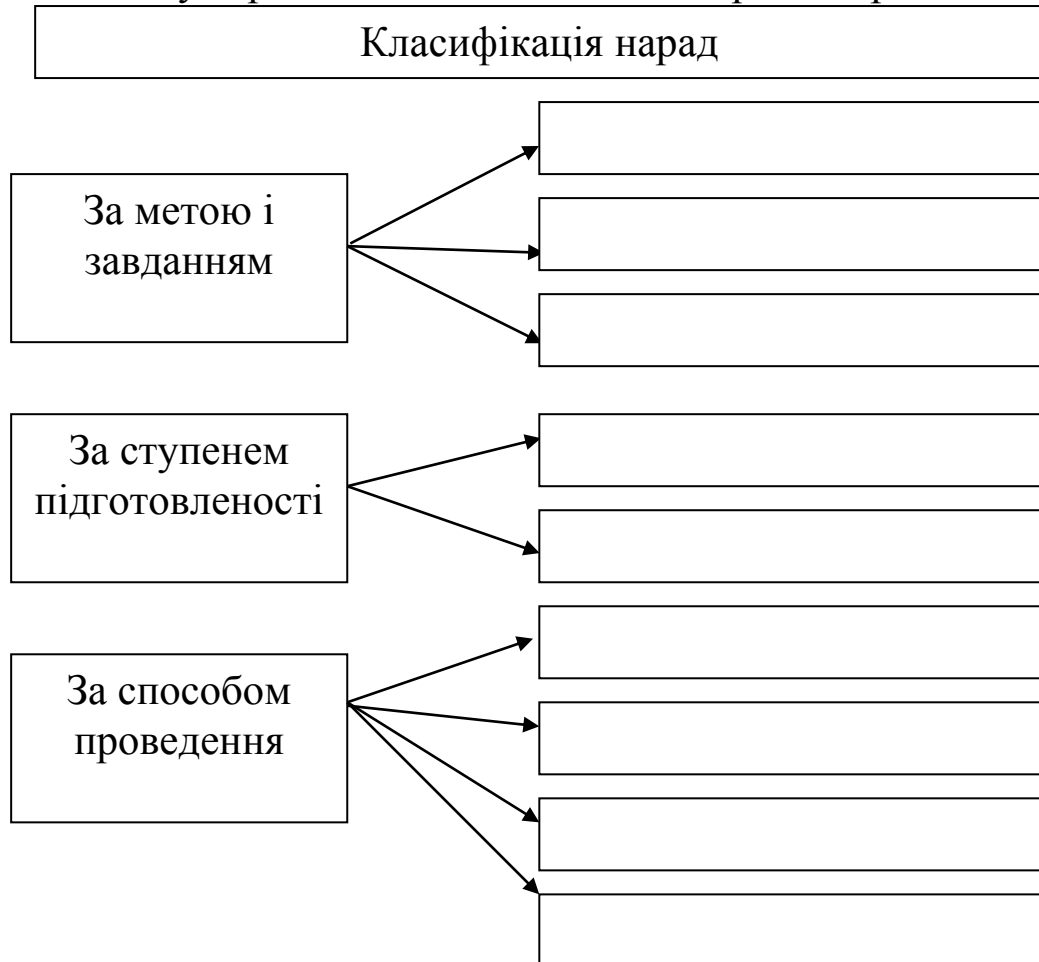 Класифікація нарад
За метою і
завданням
За ступенем
підготовленості
За способом
проведення